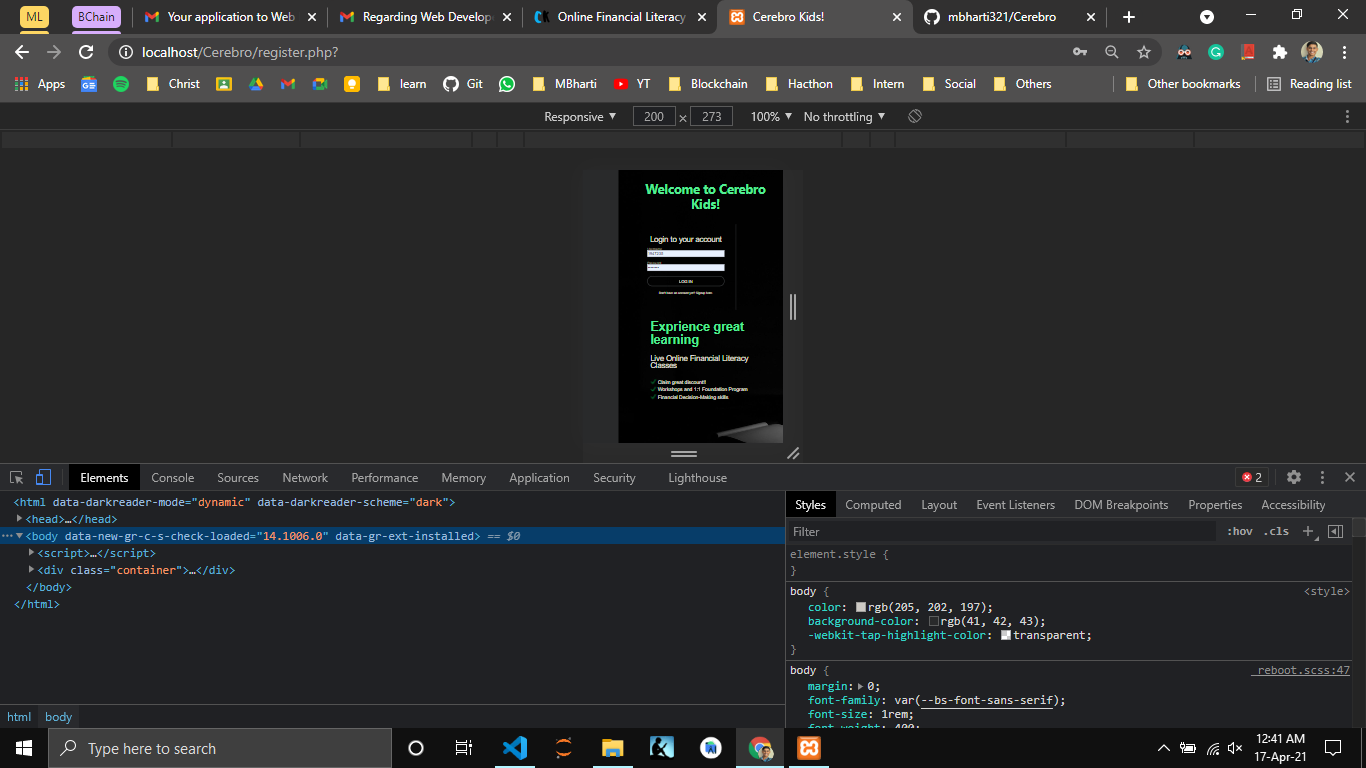 ML
BChain
Your application to Web
Regarding Web Develop
Online Financial Literacy
Cerebro Kids!
mbharti321/Cerebro
localhost/Cerebro/register.php?
Apps
Christ
learn
Git
MBharti
YT
Blockchain
Hacthon
Intern
Social
Others
Other bookmarks
Reading list
Responsive
200
×
273
100%
No throttling
Welcome to Cerebro
Kids!
Login to your account
LOG IN
Exprience great
learning
Live Online Financial Literacy
Classes
Claim great discount!!
Workshops and 1:1 Foundation Program
Financial Decision-Making skills
Elements
Console
Sources
Network
Performance
Memory
Application
Security
Lighthouse
2
<html data-darkreader-mode="dynamic" data-darkreader-scheme="dark">
<head>…</head>
<body data-new-gr-c-s-check-loaded="14.1006.0" data-gr-ext-installed> == $0
<script>…</script>
<div class="container">…</div>
</body>
</html>
html
body
Styles
Computed
Layout
Event Listeners
DOM Breakpoints
Properties
Accessibility
Filter
:hov
.cls
element.style {
}
body {
<style>
color: rgb(205, 202, 197);
background-color: rgb(41, 42, 43);
-webkit-tap-highlight-color: transparent;
}
body {
_reboot.scss:47
margin: 0;
font-family: var(--bs-font-sans-serif);
font-size: 1rem;
font-weight: 400;
Type here to search
12:41 AM
17-Apr-21